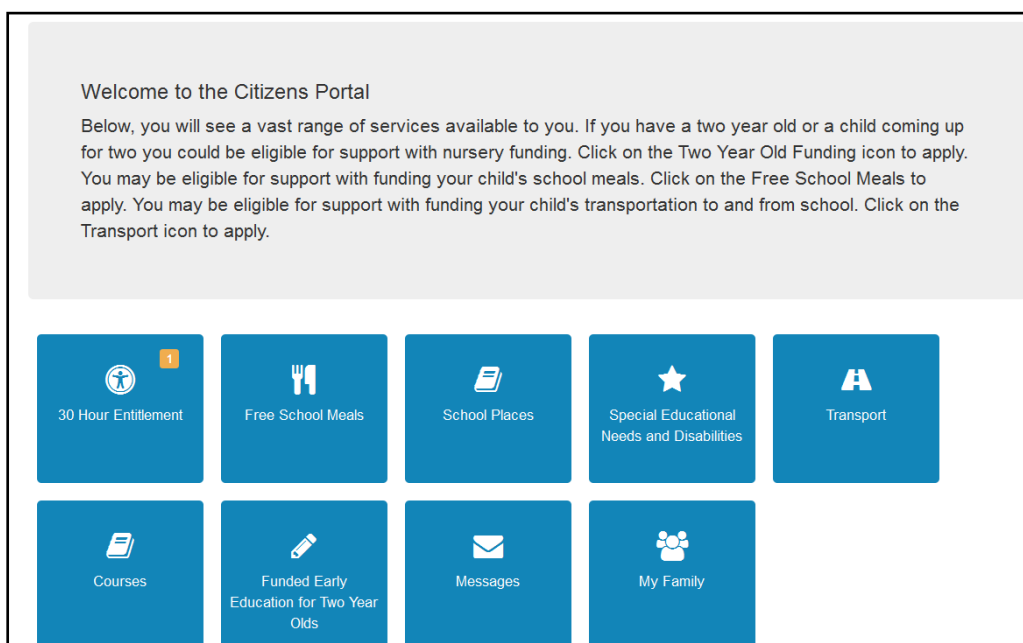 Welcome to the Citizens Portal
Below, you will see a vast range of services available to you. If you have a two year old or a child coming up
for two you could be eligible for support with nursery funding. Click on the Two Year Old Funding icon to apply.
You may be eligible for support with funding your child's school meals. Click on the Free School Meals to
apply. You may be eligible for support with funding your child's transportation to and from school. Click on the
Transport icon to apply.
1
30 Hour Entitlement
Free School Meals
School Places
Special Educational
Needs and Disabilities
Transport
Courses
Funded Early
Education for Two Year
Olds
Messages
My Family